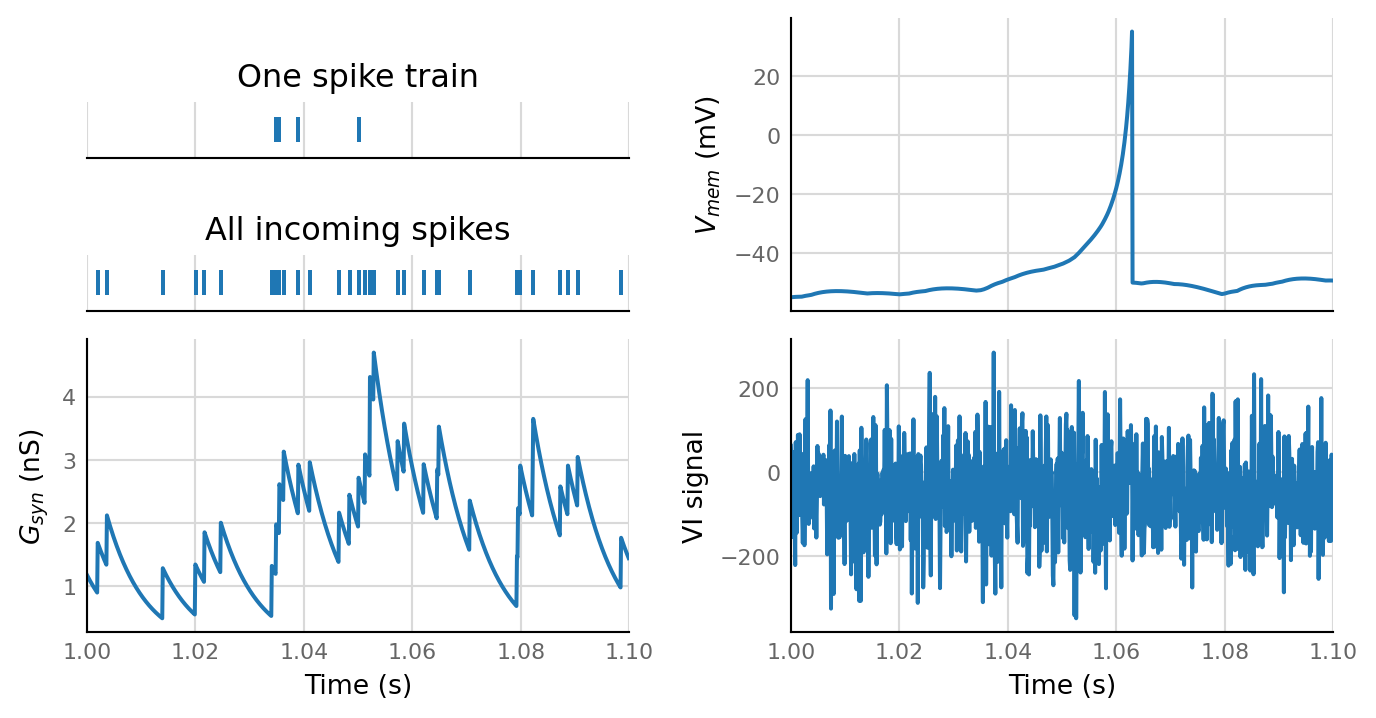 One spike train
All incoming spikes
4
3
2
1
G_syn (nS)
1.00 1.02 1.04 1.06 1.08 1.10
Time (s)
20
0
−20
−40
V_mem (mV)
200
0
−200
VI signal
1.00 1.02 1.04 1.06 1.08 1.10
Time (s)